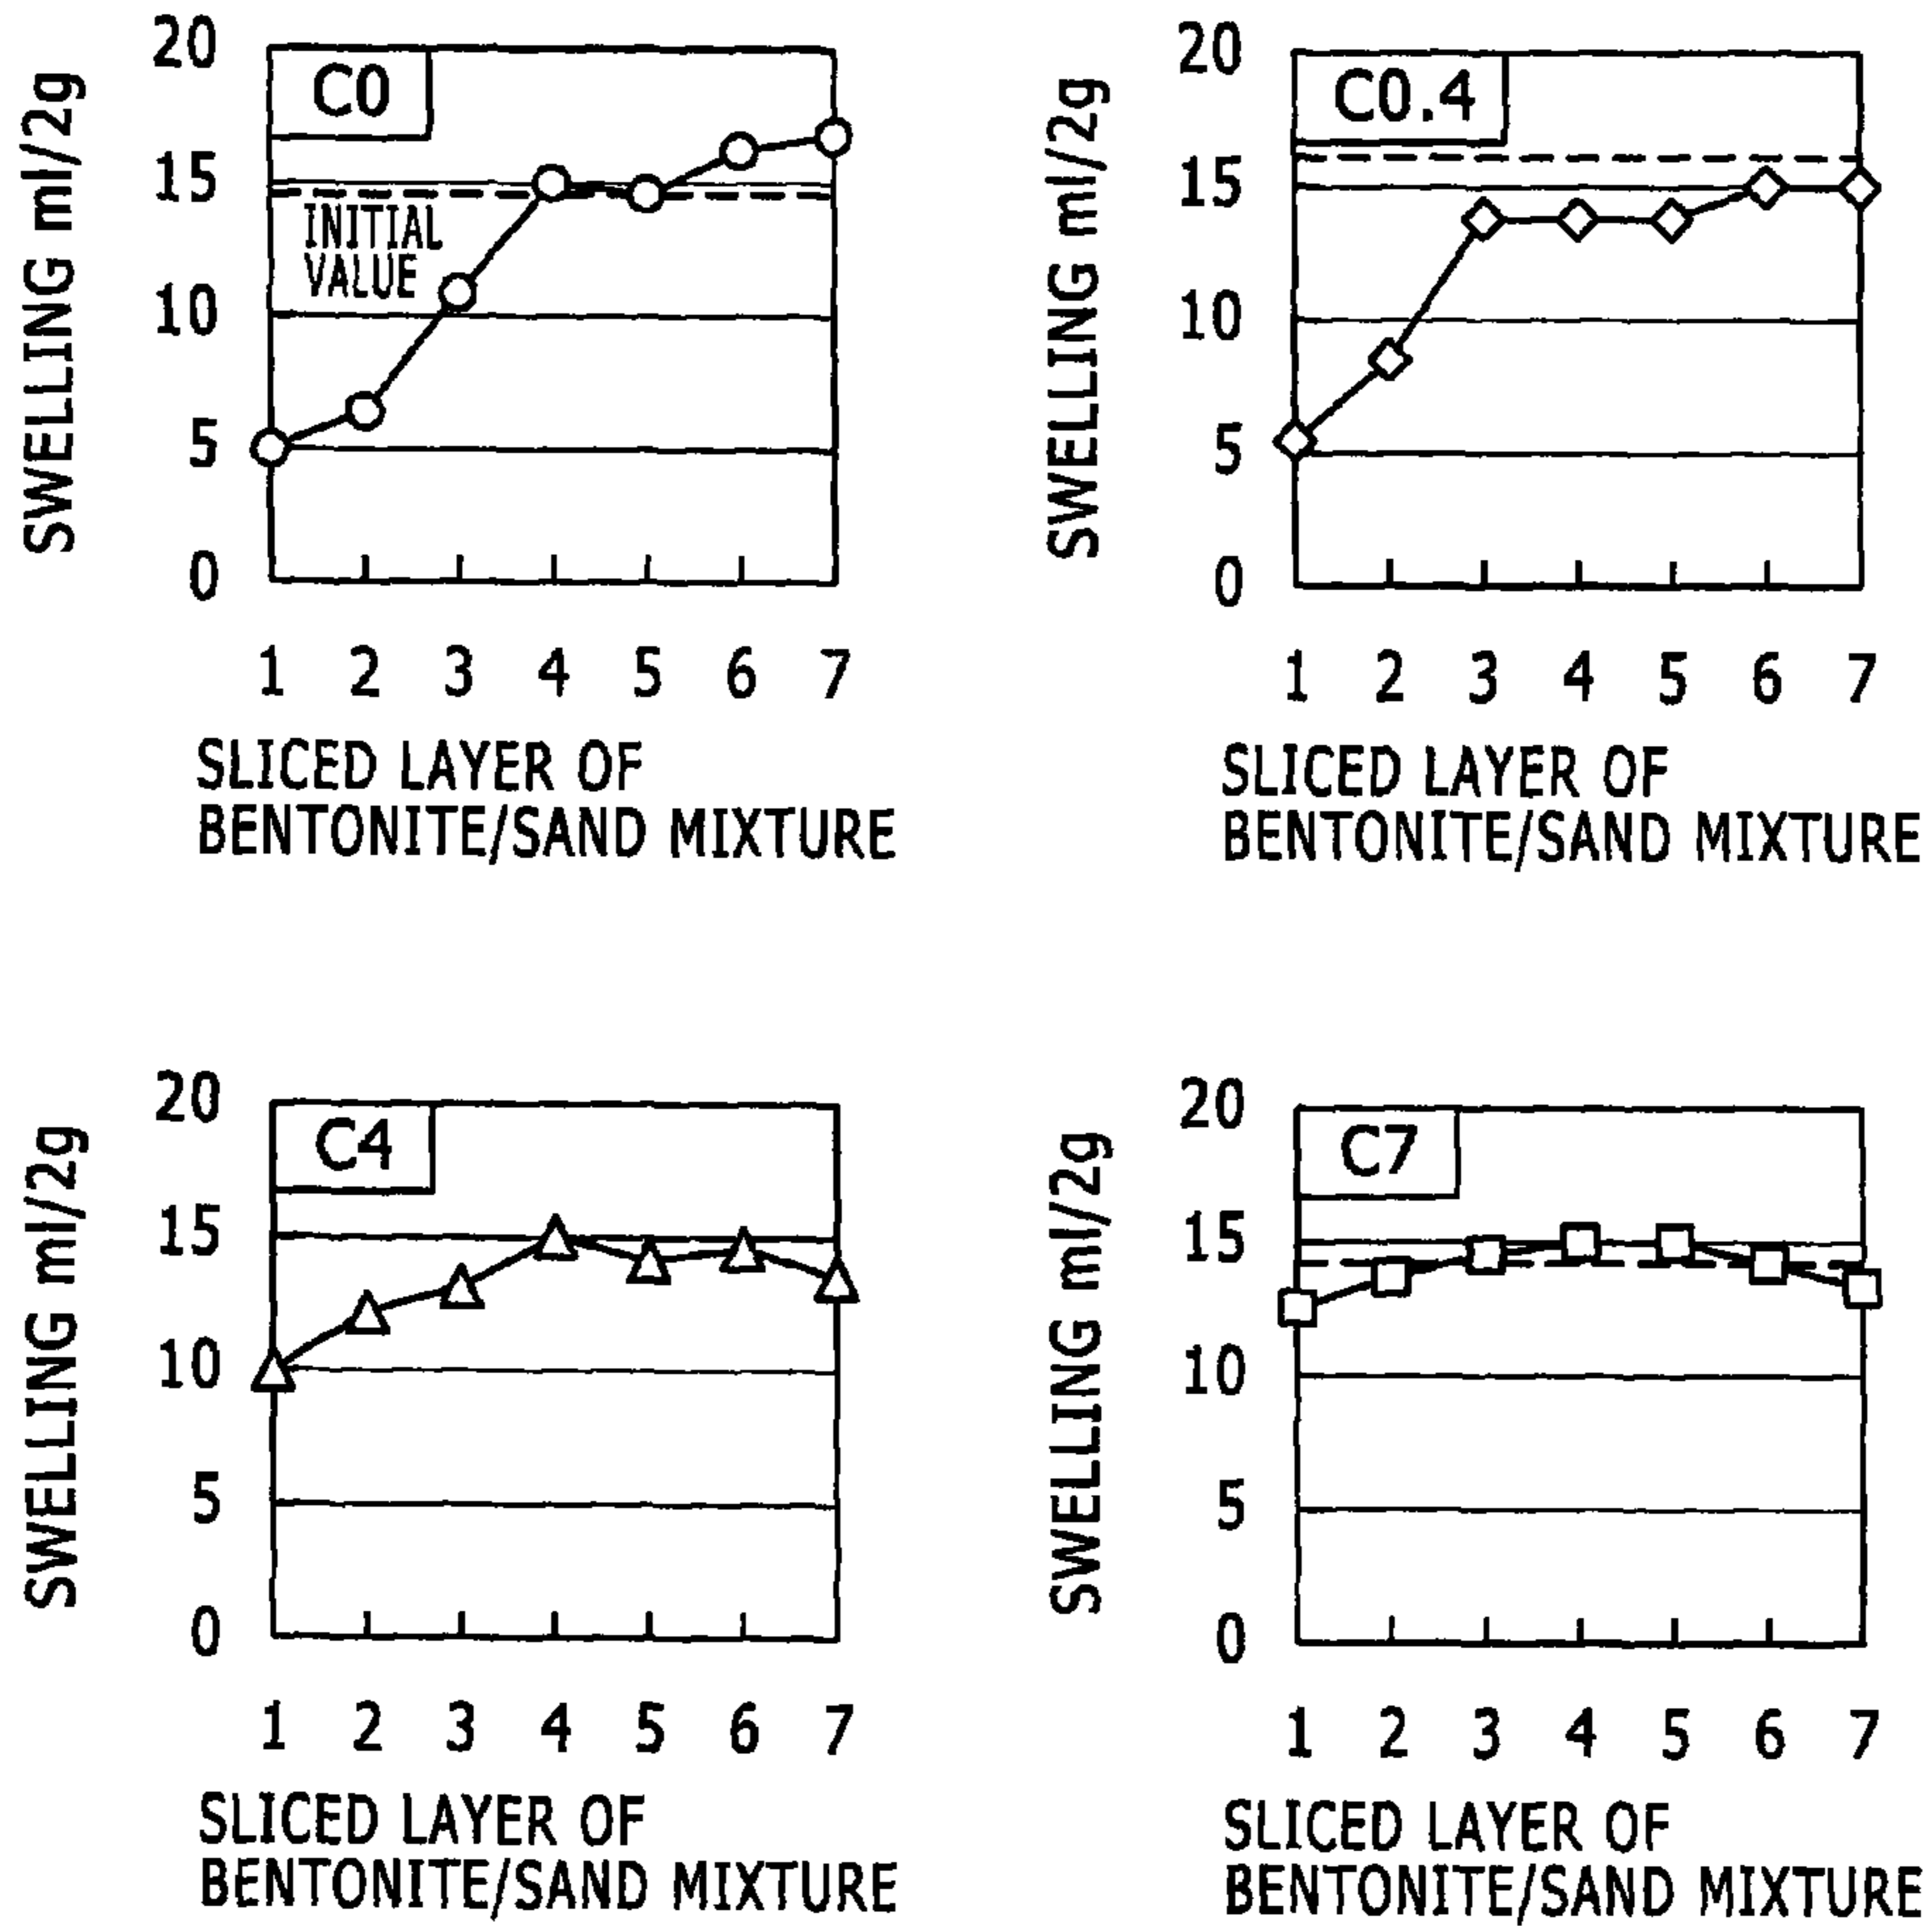 SWELLING ml/2g
20
15
10
5
0
C0
INITIAL
VALUE
1 2 3 4 5 6 7
SLICED LAYER OF
BENTONITE/SAND MIXTURE
SWELLING ml/2g
20
15
10
5
0
C0.4
1 2 3 4 5 6 7
SLICED LAYER OF
BENTONITE/SAND MIXTURE
SWELLING ml/2g
20
15
10
5
0
C4
1 2 3 4 5 6 7
SLICED LAYER OF
BENTONITE/SAND MIXTURE
SWELLING ml/2g
20
15
10
5
0
C7
1 2 3 4 5 6 7
SLICED LAYER OF
BENTONITE/SAND MIXTURE